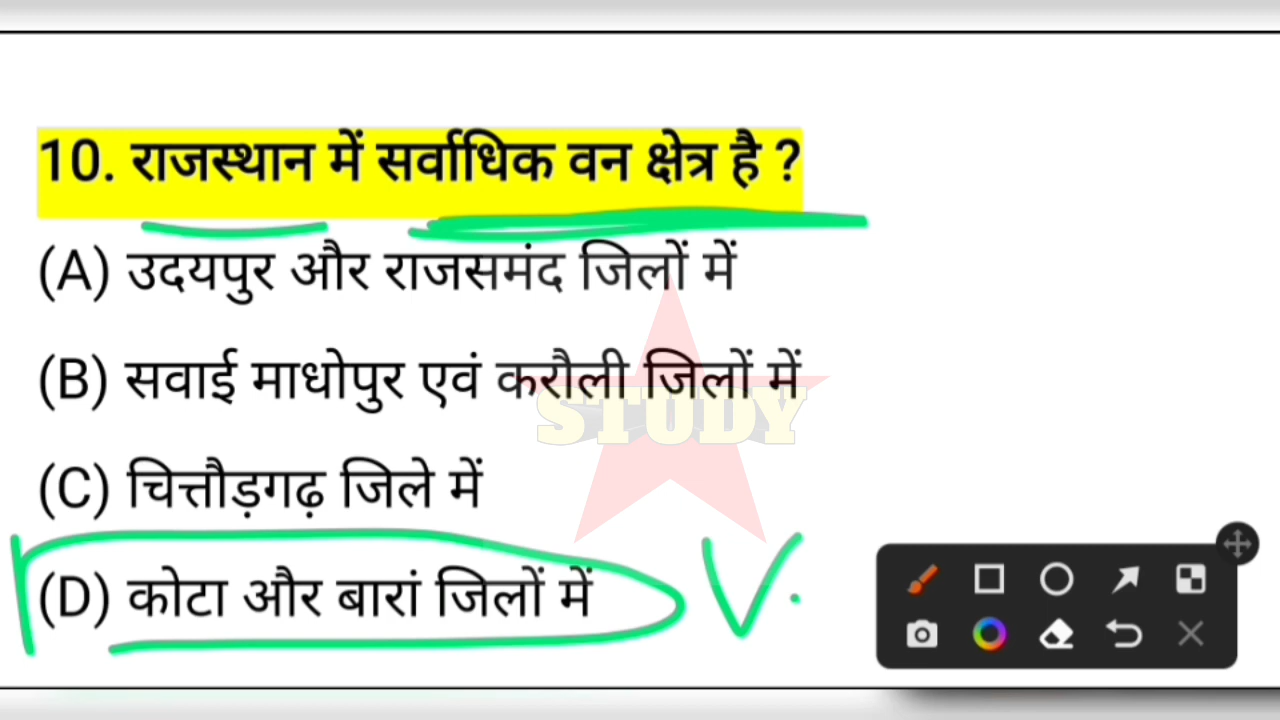 10. राजस्थान में सर्वाधिक वन क्षेत्र है ?
(A) उदयपुर और राजसमंद जिलों में
(B) सवाई माधोपुर एवं करौली जिलों में
STUDY
(C) चित्तौड़गढ़ जिले में
(D) कोटा और बारां जिलों में